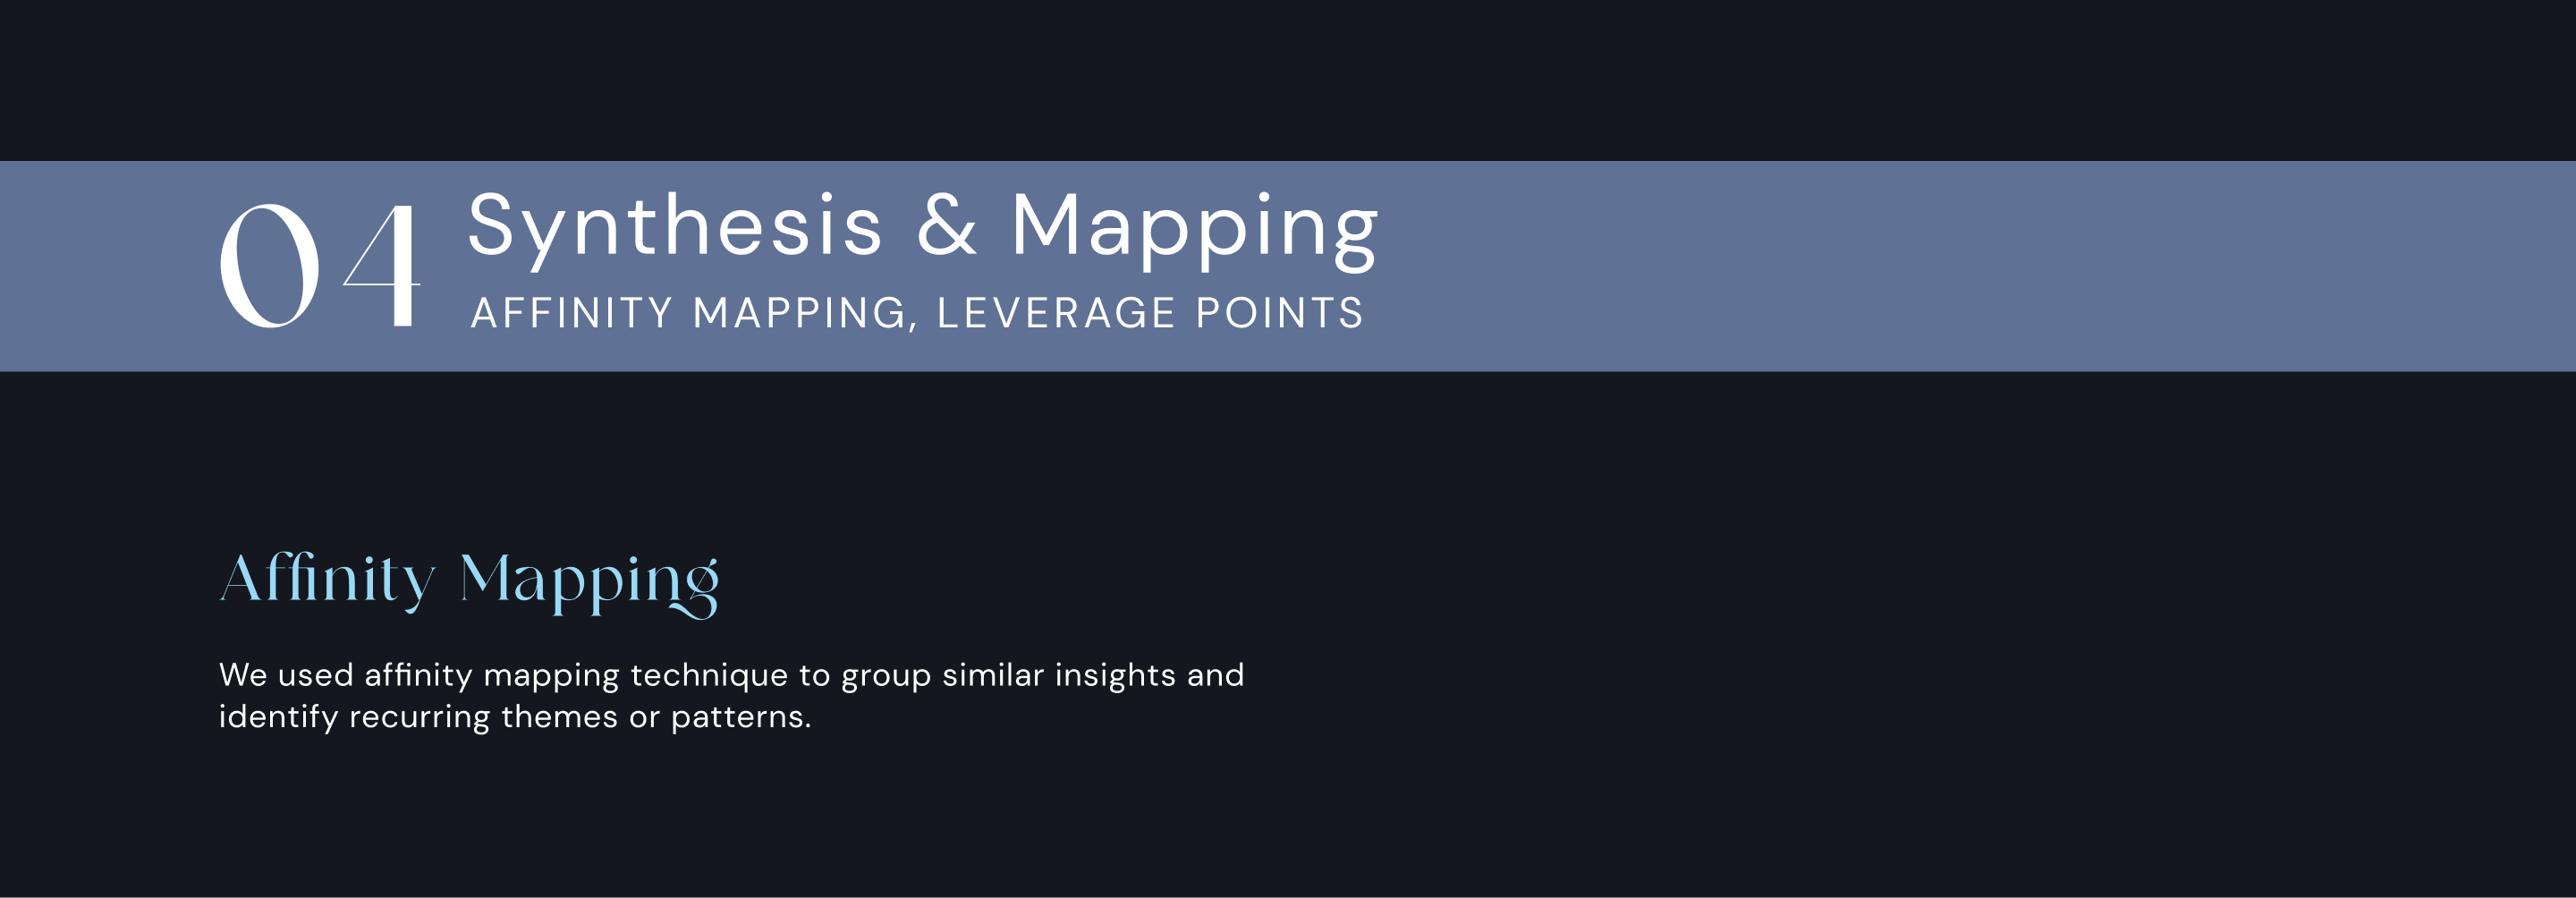 04
Synthesis & Mapping
AFFINITY MAPPING, LEVERAGE POINTS
Affinity Mapping
We used affinity mapping technique to group similar insights and
identify recurring themes or patterns.